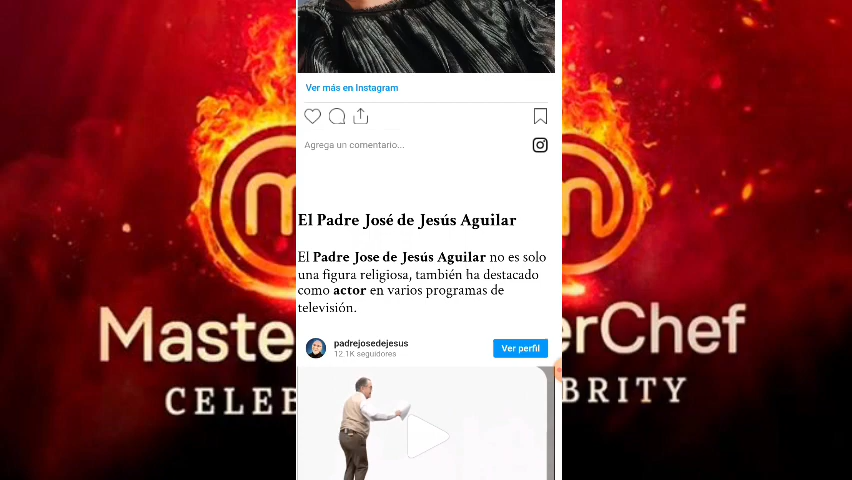 Ver más en Instagram
Agrega un comentario...
El Padre José de Jesús Aguilar
El Padre Jose de Jesús Aguilar no es solo
una figura religiosa, también ha destacado
como actor en varios programas de
televisión.
padrejosedejesus
12.1K seguidores
Ver perfil
Maste
erChef
CELEB
BRITY